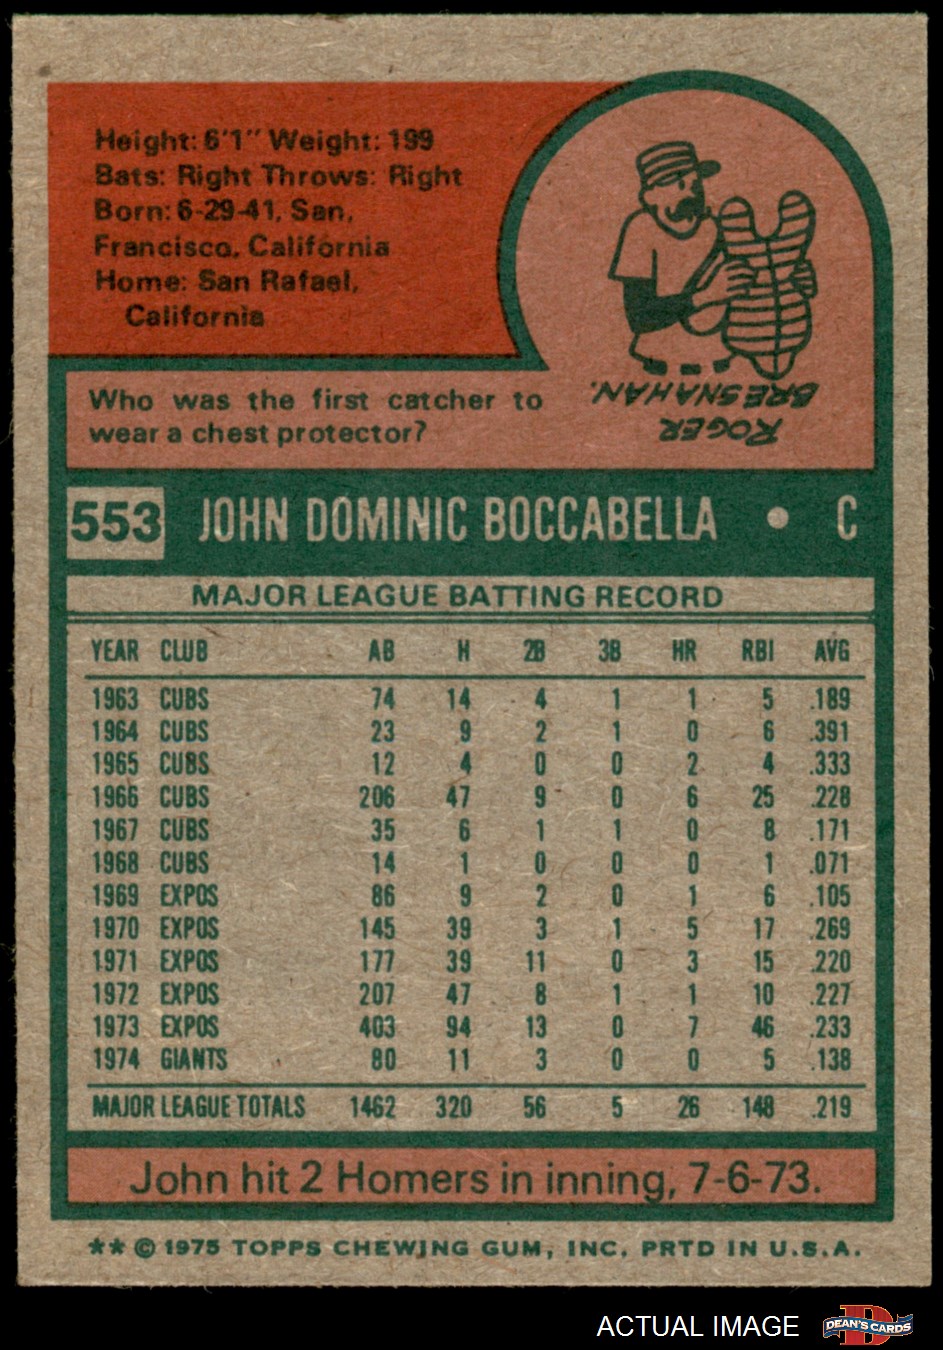 Height: 6'1" Weight: 199
Bats: Right Throws: Right
Born: 6-29-41, San,
Francisco, California
Home: San Rafael,
California
Who was the first catcher to
wear a chest protector?
ROGER
BRESNAHAN.
553 JOHN DOMINIC BOCCABELLA • C
MAJOR LEAGUE BATTING RECORD
YEAR CLUB AB H 2B 3B HR RBI AVG
1963 CUBS 74 14 4 1 1 5 .189
1964 CUBS 23 9 2 1 0 6 .391
1965 CUBS 12 4 0 0 2 4 .333
1966 CUBS 206 47 9 0 6 25 .228
1967 CUBS 35 6 1 1 0 8 .171
1968 CUBS 14 1 0 0 0 1 .071
1969 EXPOS 86 9 2 0 1 6 .105
1970 EXPOS 145 39 3 1 5 17 .269
1971 EXPOS 177 39 11 0 3 15 .220
1972 EXPOS 207 47 8 1 1 10 .227
1973 EXPOS 403 94 13 0 7 46 .233
1974 GIANTS 80 11 3 0 0 5 .138
MAJOR LEAGUE TOTALS 1462 320 56 5 26 148 .219
John hit 2 Homers in inning, 7-6-73.
** © 1975 TOPPS CHEWING GUM, INC. PRTD IN U.S.A.
ACTUAL IMAGE D DEAN'S CARDS